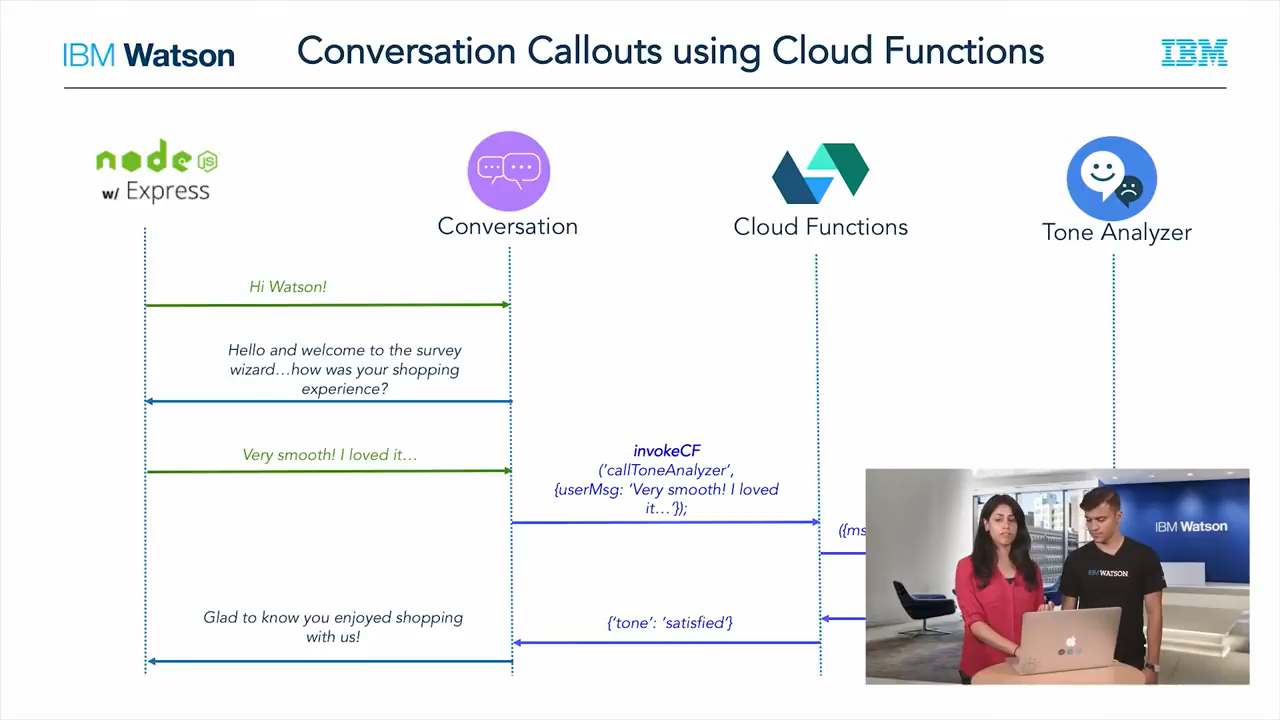 IBM Watson
Conversation Callouts using Cloud Functions
IBM
node JS
w/ Express
Conversation
Cloud Functions
Tone Analyzer
Hi Watson!
Hello and welcome to the survey
wizard...how was your shopping
experience?
Very smooth! I loved it...
invokeCF
('callToneAnalyzer',
{userMsg: 'Very smooth! I loved
it...'});
({ms
Glad to know you enjoyed shopping
with us!
{'tone': 'satisfied'}
IBM Watson
IBM WATSON